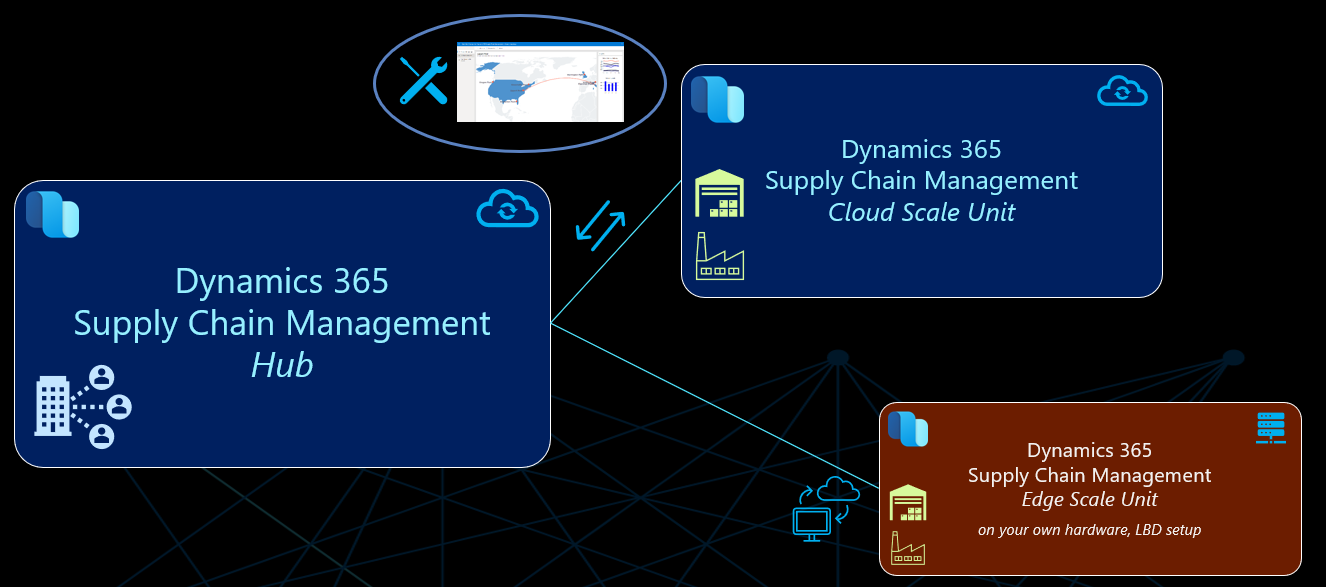 Dynamics 365
Supply Chain Management
Hub
Dynamics 365
Supply Chain Management
Cloud Scale Unit
Dynamics 365
Supply Chain Management
Edge Scale Unit
on your own hardware, LBD setup